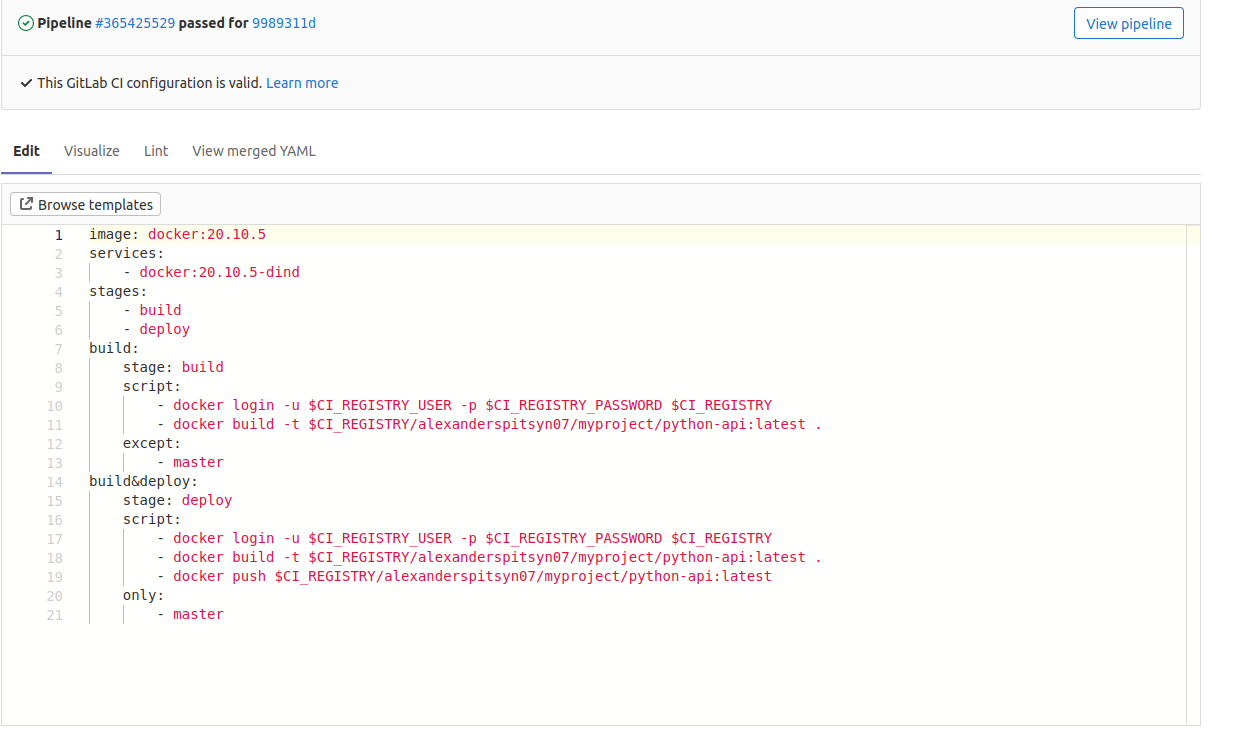 Pipeline #365425529 passed for 9989311d
View pipeline
This GitLab CI configuration is valid. Learn more
Edit Visualize Lint View merged YAML
Browse templates
1 image: docker:20.10.5
2 services:
3     - docker:20.10.5-dind
4 stages:
5     - build
6     - deploy
7 build:
8     stage: build
9     script:
10         - docker login -u $CI_REGISTRY_USER -p $CI_REGISTRY_PASSWORD $CI_REGISTRY
11         - docker build -t $CI_REGISTRY/alexanderspitsyn07/myproject/python-api:latest .
12     except:
13         - master
14 build&deploy:
15     stage: deploy
16     script:
17         - docker login -u $CI_REGISTRY_USER -p $CI_REGISTRY_PASSWORD $CI_REGISTRY
18         - docker build -t $CI_REGISTRY/alexanderspitsyn07/myproject/python-api:latest .
19         - docker push $CI_REGISTRY/alexanderspitsyn07/myproject/python-api:latest
20     only:
21         - master